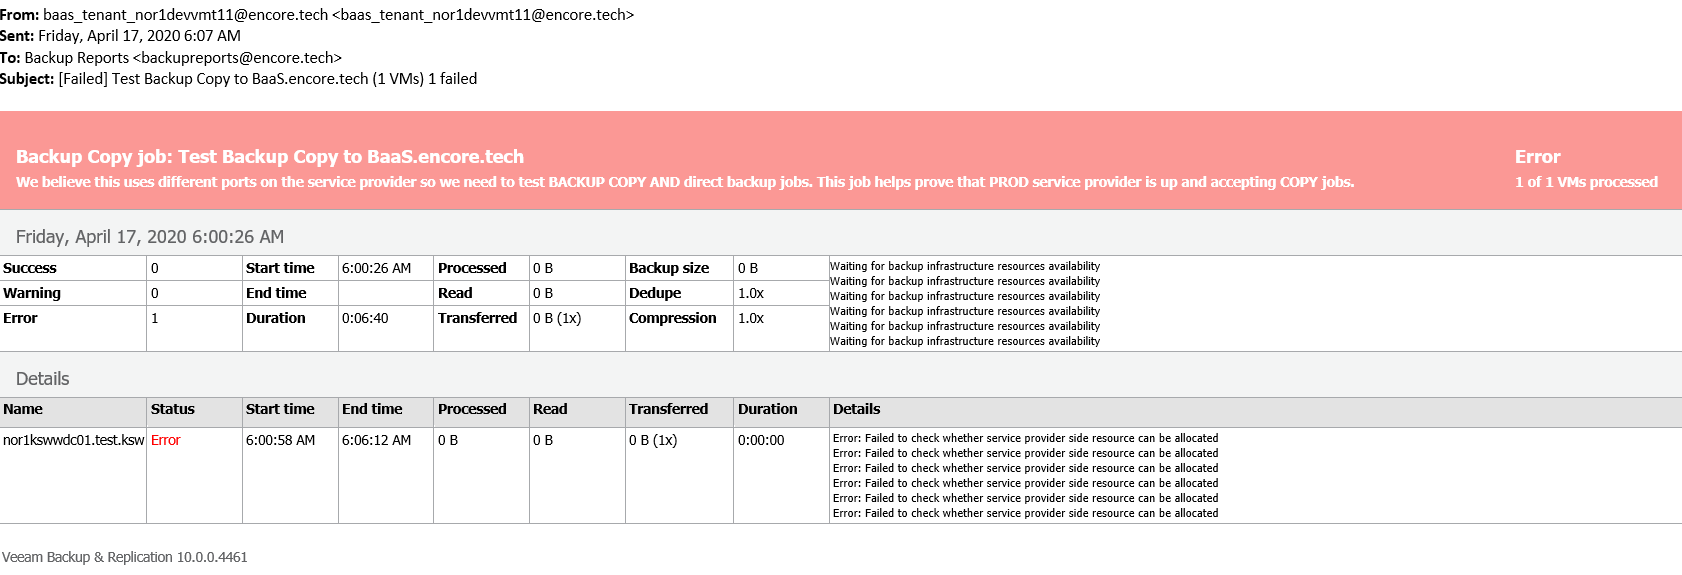 From: baas_tenant_nor1devvmt11@encore.tech <baas_tenant_nor1devvmt11@encore.tech>
Sent: Friday, April 17, 2020 6:07 AM
To: Backup Reports <backupreports@encore.tech>
Subject: [Failed] Test Backup Copy to BaaS.encore.tech (1 VMs) 1 failed
Backup Copy job: Test Backup Copy to BaaS.encore.tech Error
We believe this uses different ports on the service provider so we need to test BACKUP COPY AND direct backup jobs. This job helps prove that PROD service provider is up and accepting COPY jobs. 1 of 1 VMs processed
Friday, April 17, 2020 6:00:26 AM
Success 0 Start time 6:00:26 AM Processed 0 B Backup size 0 B Waiting for backup infrastructure resources availability
Waiting for backup infrastructure resources availability
Warning 0 End time Read 0 B Dedupe 1.0x Waiting for backup infrastructure resources availability
Waiting for backup infrastructure resources availability
Error 1 Duration 0:06:40 Transferred 0 B (1x) Compression 1.0x Waiting for backup infrastructure resources availability
Waiting for backup infrastructure resources availability
Details
Name Status Start time End time Processed Read Transferred Duration Details
nor1kswwdc01.test.ksw Error 6:00:58 AM 6:06:12 AM 0 B 0 B 0 B (1x) 0:00:00 Error: Failed to check whether service provider side resource can be allocated
Error: Failed to check whether service provider side resource can be allocated
Error: Failed to check whether service provider side resource can be allocated
Error: Failed to check whether service provider side resource can be allocated
Error: Failed to check whether service provider side resource can be allocated
Error: Failed to check whether service provider side resource can be allocated
Veeam Backup & Replication 10.0.0.4461